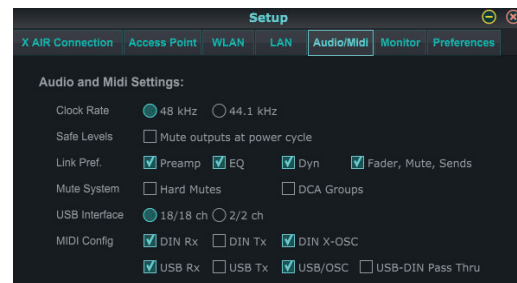 Setup
X AIR Connection Access Point WLAN LAN Audio/Midi Monitor Preferences
Audio and Midi Settings:
Clock Rate 48 kHz 44.1 kHz
Safe Levels Mute outputs at power cycle
Link Pref. Preamp EQ Dyn Fader, Mute, Sends
Mute System Hard Mutes DCA Groups
USB Interface 18/18 ch 2/2 ch
MIDI Config DIN Rx DIN Tx DIN X-OSC
USB Rx USB Tx USB/OSC USB-DIN Pass Thru